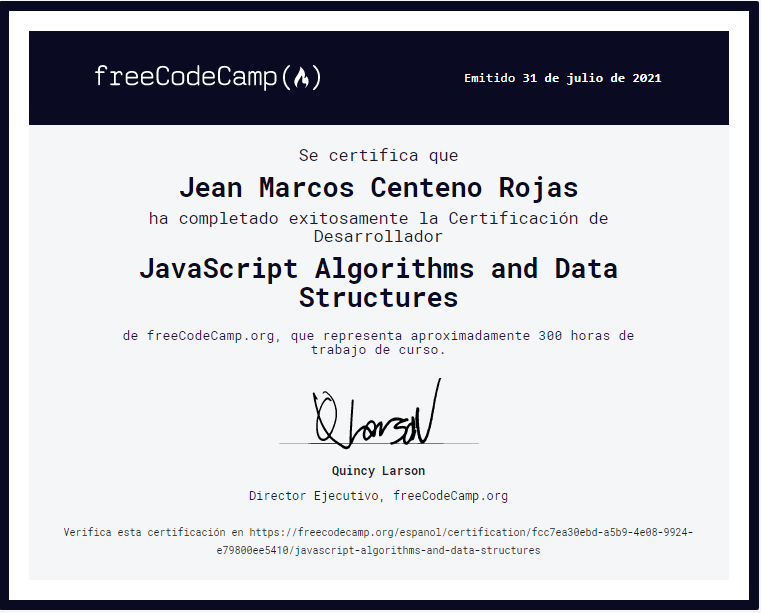 freeCodeCamp(🔥)
Emitido 31 de julio de 2021
Se certifica que
Jean Marcos Centeno Rojas
ha completado exitosamente la Certificación de
Desarrollador
JavaScript Algorithms and Data
Structures
de freeCodeCamp.org, que representa aproximadamente 300 horas de
trabajo de curso.
Q Larson
Quincy Larson
Director Ejecutivo, freeCodeCamp.org
Verifica esta certificación en https://freecodecamp.org/espanol/certification/fcc7ea30ebd-a5b9-4e08-9924-
e79800ee5410/javascript-algorithms-and-data-structures